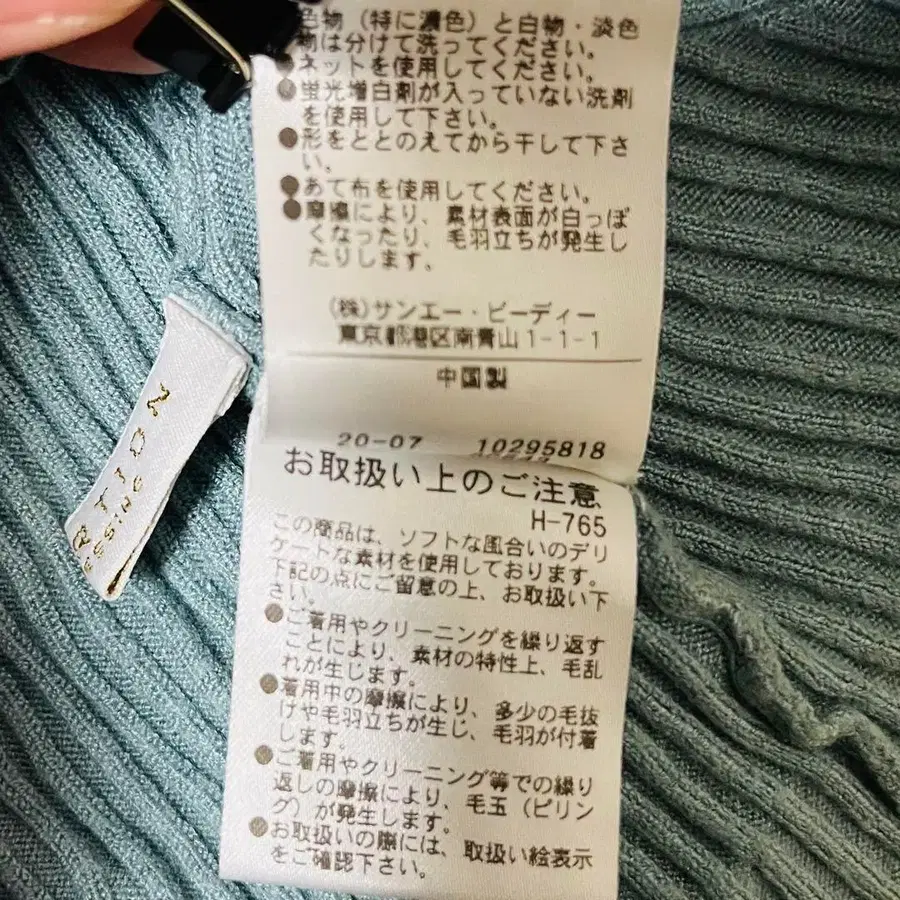 色物（特に濃色）と白物・淡色
物は分けて洗ってください。
●ネットを使用してください。
●蛍光増白剤が入っていない洗剤
を使用して下さい。
●形をととのえてから干して下さ
い。
●あて布を使用してください。
●摩擦により、素材表面が白っぽ
くなったり、毛羽立ちが発生し
たりします。
（株）サンエー・ビーディー
東京都港区南青山1-1-1
中国製
20-07 10295818
お取扱い上のご注意
H-765
この商品は、ソフトな風合いのデリ
ケートな素材を使用しております。
下記の点にご留意の上、お取扱い下
さい。
●ご着用やクリーニングを繰り返す
ことにより、素材の特性上、毛乱
れが生じます。
●着用中の摩擦により、多少の毛抜
けや毛羽立ちが生じ、毛羽が付着
します。
●ご着用やクリーニング等での繰り
返しの摩擦により、毛玉（ピリン
グ）が発生します。
●お取扱いの際には、取扱い絵表示
をご確認下さい。